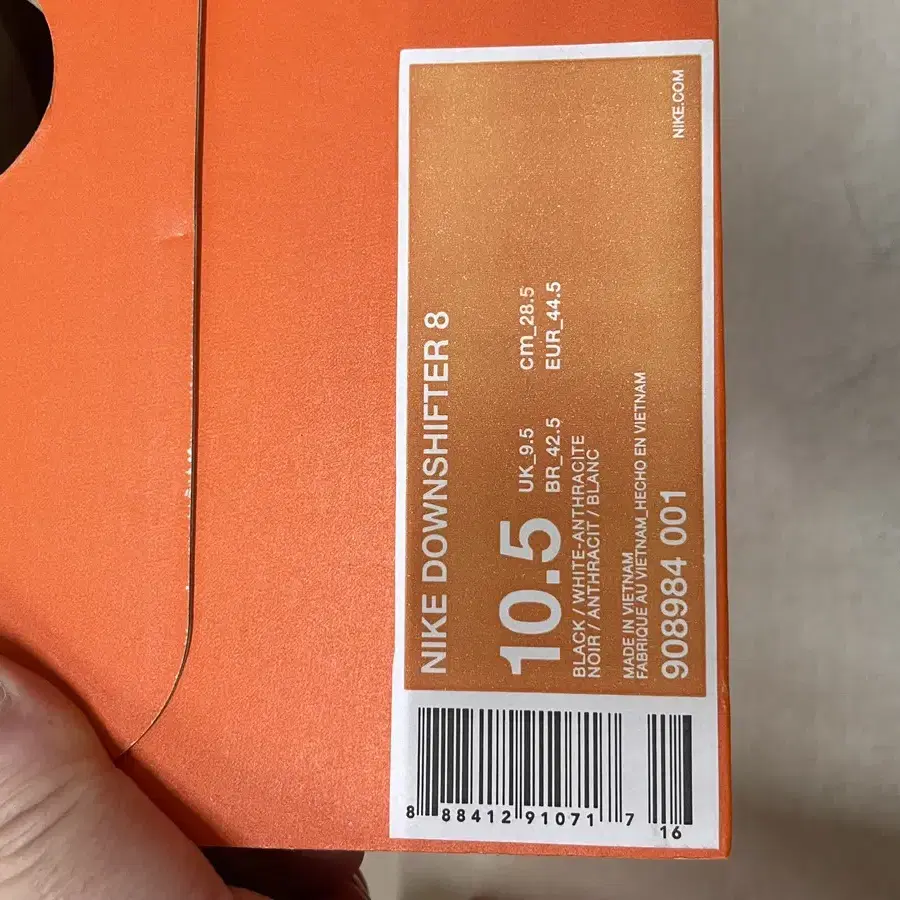 NIKE DOWNSHIFTER 8
10.5
UK_9.5 cm_28.5
BR_42.5 EUR_44.5
BLACK / WHITE-ANTHRACITE
NOIR / ANTHRACIT / BLANC
MADE IN VIETNAM
FABRIQUE AU VIETNAM_HECHO EN VIETNAM
908984 001
NIKE.COM
8 88412 91071 7
16